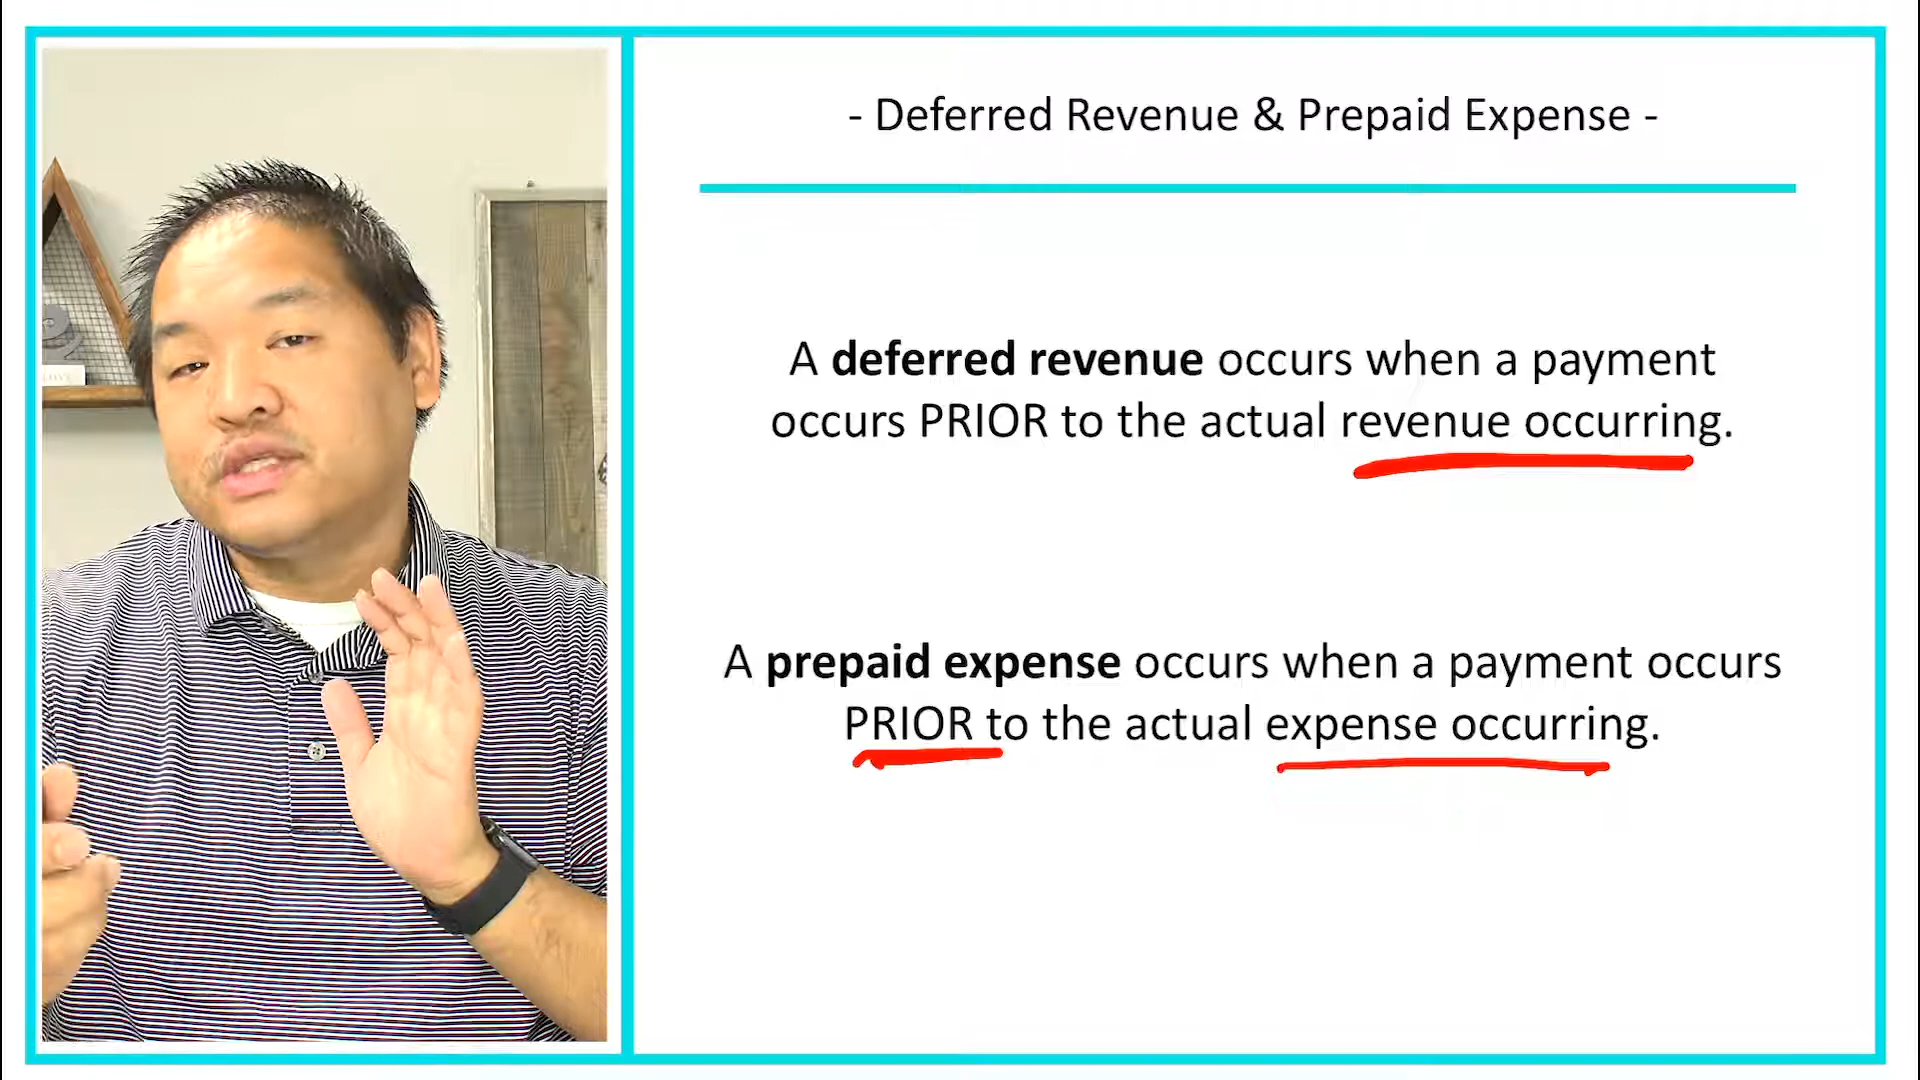 - Deferred Revenue & Prepaid Expense -
A deferred revenue occurs when a payment
occurs PRIOR to the actual revenue occurring.
A prepaid expense occurs when a payment occurs
PRIOR to the actual expense occurring.